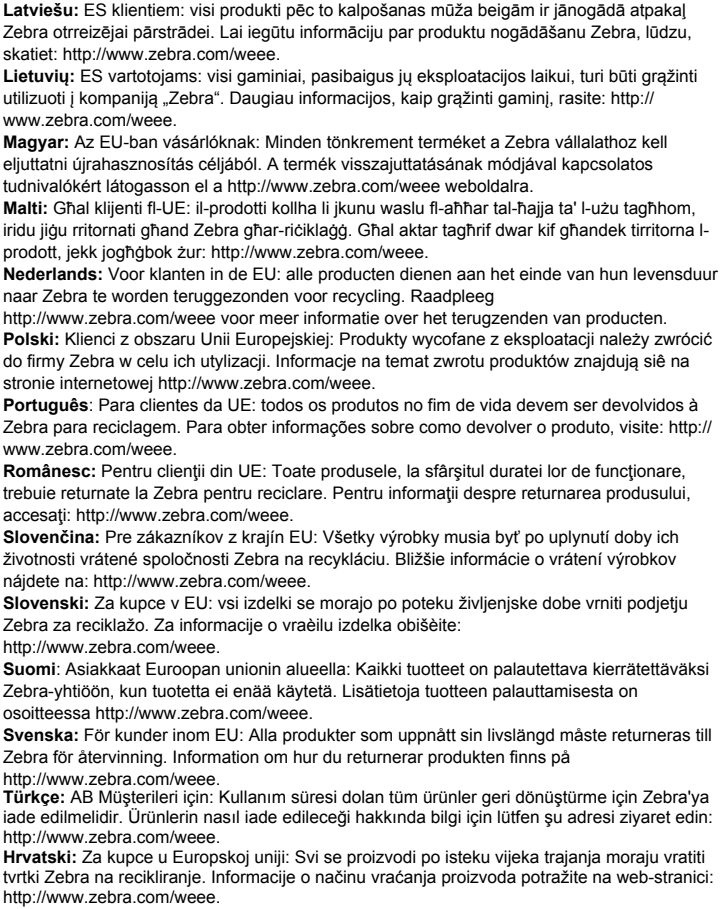 Latviešu: ES klientiem: visi produkti pēc to kalpošanas mūža beigām ir jānogādā atpakaļ
Zebra otrreizējai pārstrādei. Lai iegūtu informāciju par produktu nogādāšanu Zebra, lūdzu,
skatiet: http://www.zebra.com/weee.
Lietuvių: ES vartotojams: visi gaminiai, pasibaigus jų eksploatacijos laikui, turi būti grąžinti
utilizuoti į kompaniją „Zebra“. Daugiau informacijos, kaip grąžinti gaminį, rasite: http://
www.zebra.com/weee.
Magyar: Az EU-ban vásárlóknak: Minden tönkrement terméket a Zebra vállalathoz kell
eljuttatni újrahasznosítás céljából. A termék visszajuttatásának módjával kapcsolatos
tudnivalókért látogasson el a http://www.zebra.com/weee weboldalra.
Malti: Għal klijenti fl-UE: il-prodotti kollha li jkunu waslu fl-aħħar tal-ħajja ta' l-użu tagħhom,
iridu jiġu rritornati għand Zebra għar-riċiklaġġ. Għal aktar tagħrif dwar kif għandek tirritorna l-
prodott, jekk jogħġbok żur: http://www.zebra.com/weee.
Nederlands: Voor klanten in de EU: alle producten dienen aan het einde van hun levensduur
naar Zebra te worden teruggezonden voor recycling. Raadpleeg
http://www.zebra.com/weee voor meer informatie over het terugzenden van producten.
Polski: Klienci z obszaru Unii Europejskiej: Produkty wycofane z eksploatacji należy zwrócić
do firmy Zebra w celu ich utylizacji. Informacje na temat zwrotu produktów znajdują siê na
stronie internetowej http://www.zebra.com/weee.
Português: Para clientes da UE: todos os produtos no fim de vida devem ser devolvidos à
Zebra para reciclagem. Para obter informações sobre como devolver o produto, visite: http://
www.zebra.com/weee.
Românesc: Pentru clienţii din UE: Toate produsele, la sfârşitul duratei lor de funcţionare,
trebuie returnate la Zebra pentru reciclare. Pentru informaţii despre returnarea produsului,
accesaţi: http://www.zebra.com/weee.
Slovenčina: Pre zákazníkov z krajín EU: Všetky výrobky musia byť po uplynutí doby ich
životnosti vrátené spoločnosti Zebra na recykláciu. Bližšie informácie o vrátení výrobkov
nájdete na: http://www.zebra.com/weee.
Slovenski: Za kupce v EU: vsi izdelki se morajo po poteku življenjske dobe vrniti podjetju
Zebra za reciklažo. Za informacije o vraèilu izdelka obišèite:
http://www.zebra.com/weee.
Suomi: Asiakkaat Euroopan unionin alueella: Kaikki tuotteet on palautettava kierrätettäväksi
Zebra-yhtiöön, kun tuotetta ei enää käytetä. Lisätietoja tuotteen palauttamisesta on
osoitteessa http://www.zebra.com/weee.
Svenska: För kunder inom EU: Alla produkter som uppnått sin livslängd måste returneras till
Zebra för återvinning. Information om hur du returnerar produkten finns på
http://www.zebra.com/weee.
Türkçe: AB Müşterileri için: Kullanım süresi dolan tüm ürünler geri dönüştürme için Zebra'ya
iade edilmelidir. Ürünlerin nasıl iade edileceği hakkında bilgi için lütfen şu adresi ziyaret edin:
http://www.zebra.com/weee.
Hrvatski: Za kupce u Europskoj uniji: Svi se proizvodi po isteku vijeka trajanja moraju vratiti
tvrtki Zebra na recikliranje. Informacije o načinu vraćanja proizvoda potražite na web-stranici:
http://www.zebra.com/weee.